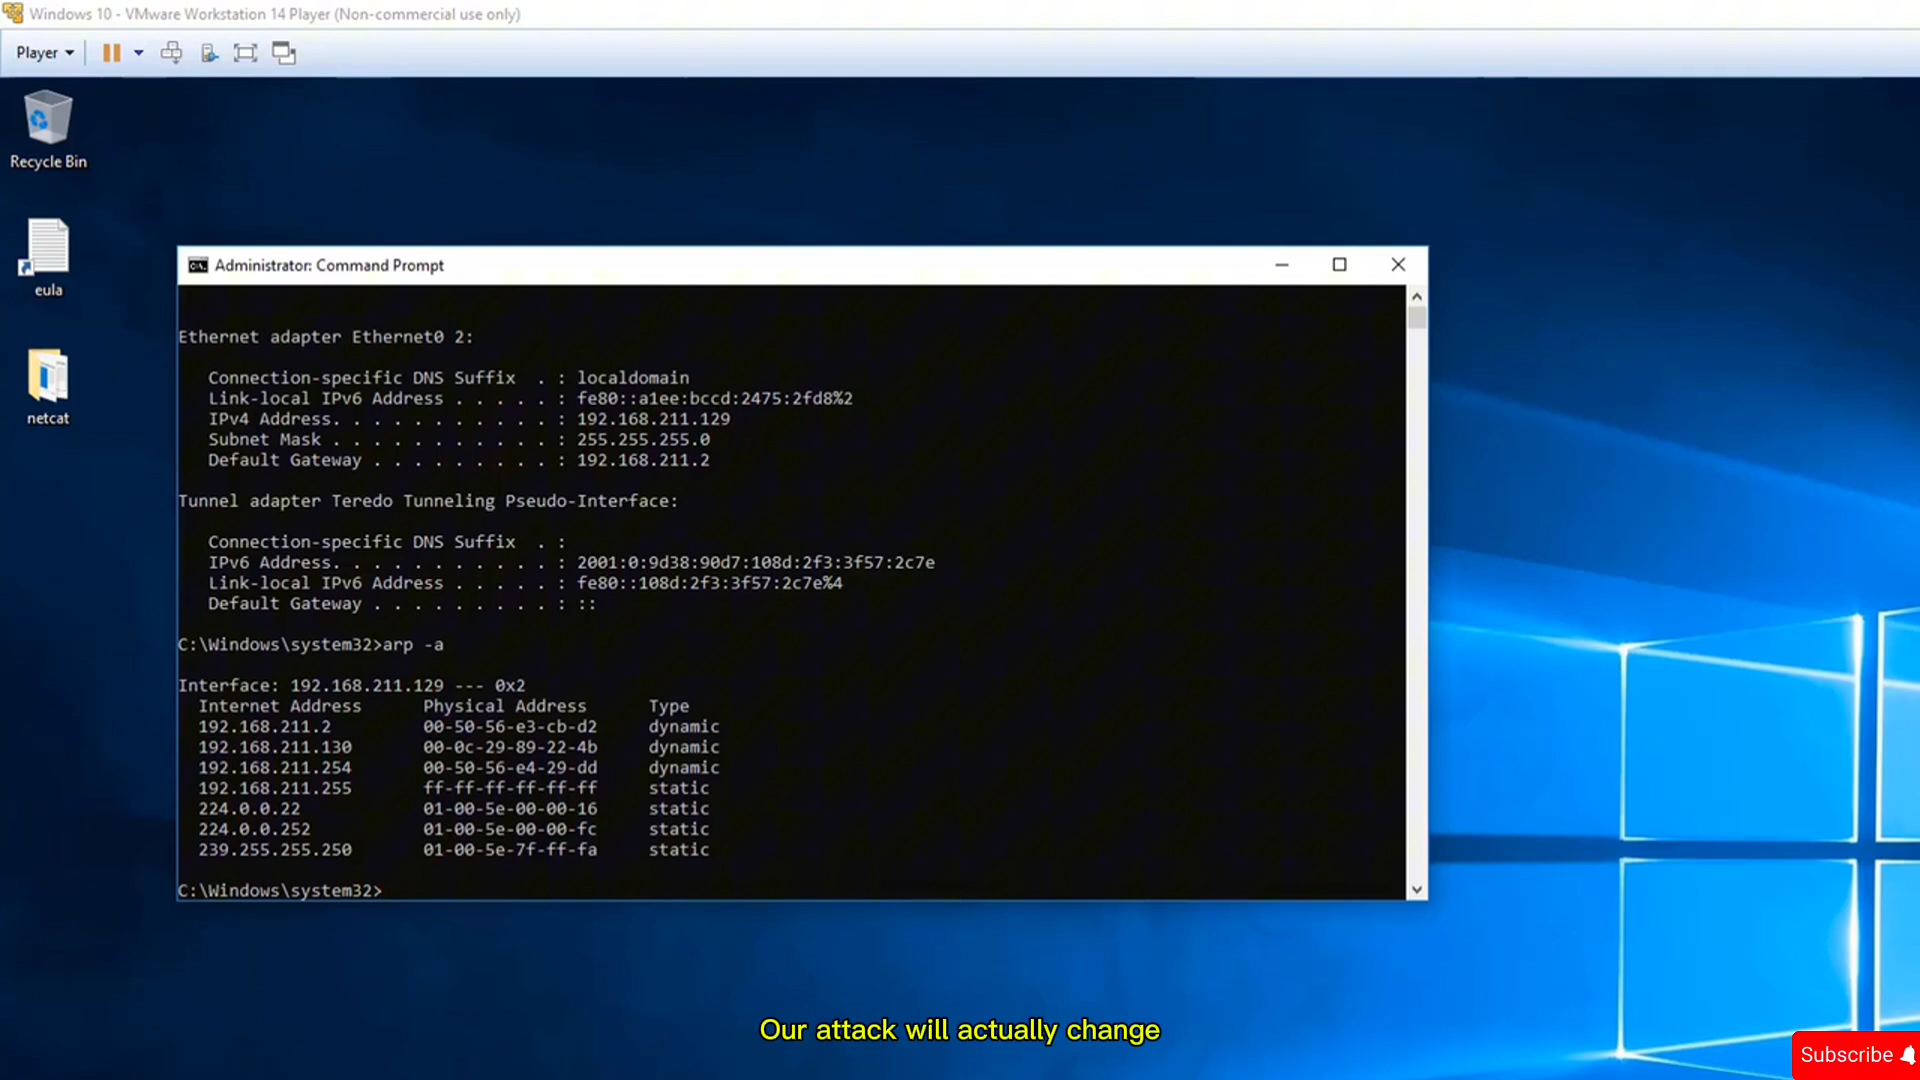 Windows 10 - VMware Workstation 14 Player (Non-commercial use only)
Player
Recycle Bin
eula
netcat
Administrator: Command Prompt
Ethernet adapter Ethernet0 2:
Connection-specific DNS Suffix  . : localdomain
Link-local IPv6 Address . . . . . : fe80::a1ee:bccd:2475:2fd8%2
IPv4 Address. . . . . . . . . . . : 192.168.211.129
Subnet Mask . . . . . . . . . . . : 255.255.255.0
Default Gateway . . . . . . . . . : 192.168.211.2
Tunnel adapter Teredo Tunneling Pseudo-Interface:
Connection-specific DNS Suffix  . :
IPv6 Address. . . . . . . . . . . : 2001:0:9d38:90d7:108d:2f3:3f57:2c7e
Link-local IPv6 Address . . . . . : fe80::108d:2f3:3f57:2c7e%4
Default Gateway . . . . . . . . . : ::
C:\Windows\system32>arp -a
Interface: 192.168.211.129 --- 0x2
Internet Address      Physical Address      Type
192.168.211.2         00-50-56-e3-cb-d2     dynamic
192.168.211.130       00-0c-29-89-22-4b     dynamic
192.168.211.254       00-50-56-e4-29-dd     dynamic
192.168.211.255       ff-ff-ff-ff-ff-ff     static
224.0.0.22            01-00-5e-00-00-16     static
224.0.0.252           01-00-5e-00-00-fc     static
239.255.255.250       01-00-5e-7f-ff-fa     static
C:\Windows\system32>
Our attack will actually change
Subscribe